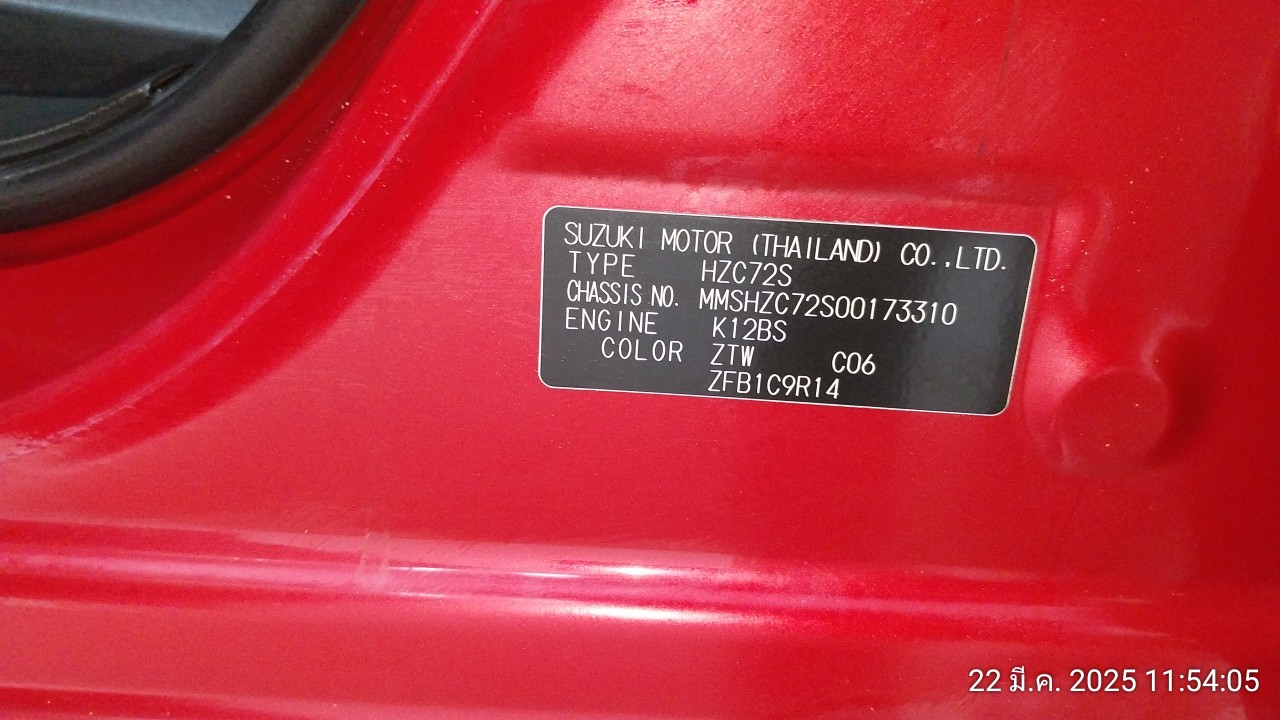 SUZUKI MOTOR (THAILAND) CO.,LTD.
TYPE HZC72S
CHASSIS NO. MMSHZC72S00173310
ENGINE K12BS
COLOR ZTW C06
ZFB1C9R14
22 มี.ค. 2025 11:54:05